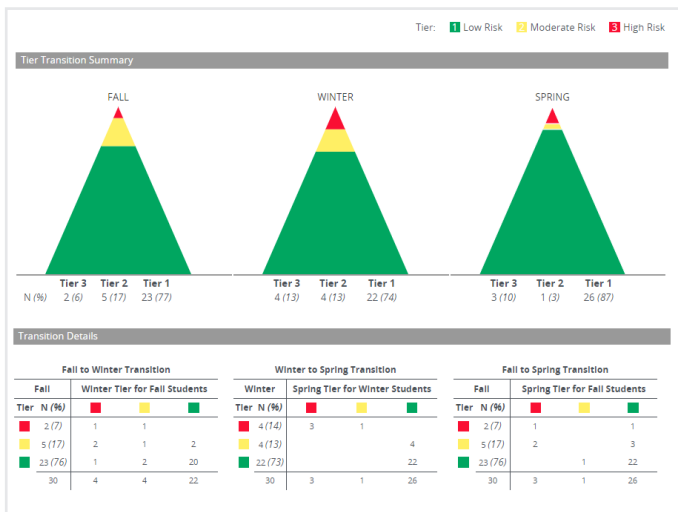 Tier: 1 Low Risk 2 Moderate Risk 3 High Risk
Tier Transition Summary
FALL WINTER SPRING
Tier 3 Tier 2 Tier 1 Tier 3 Tier 2 Tier 1 Tier 3 Tier 2 Tier 1
N (%) 2 (6) 5 (17) 23 (77) 4 (13) 4 (13) 22 (74) 3 (10) 1 (3) 26 (87)
Transition Details
Fall to Winter Transition
Fall Winter Tier for Fall Students
Tier N (%)
2 (7) 1 1
5 (17) 2 1 2
23 (76) 1 2 20
30 4 4 22
Winter to Spring Transition
Winter Spring Tier for Winter Students
Tier N (%)
4 (14) 3 1
4 (13) 4
22 (73) 22
30 3 1 26
Fall to Spring Transition
Fall Spring Tier for Fall Students
Tier N (%)
2 (7) 1 1
5 (17) 2 3
23 (76) 1 22
30 3 1 26